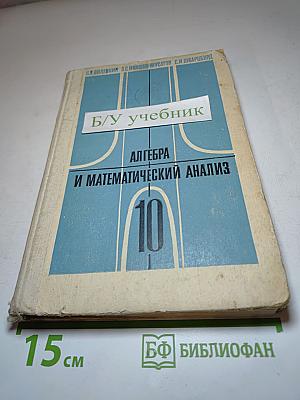 Б/У учебник
АЛГЕБРА
И МАТЕМАТИЧЕСКИЙ АНАЛИЗ
10
15 см
БФ БИБЛИОФАН